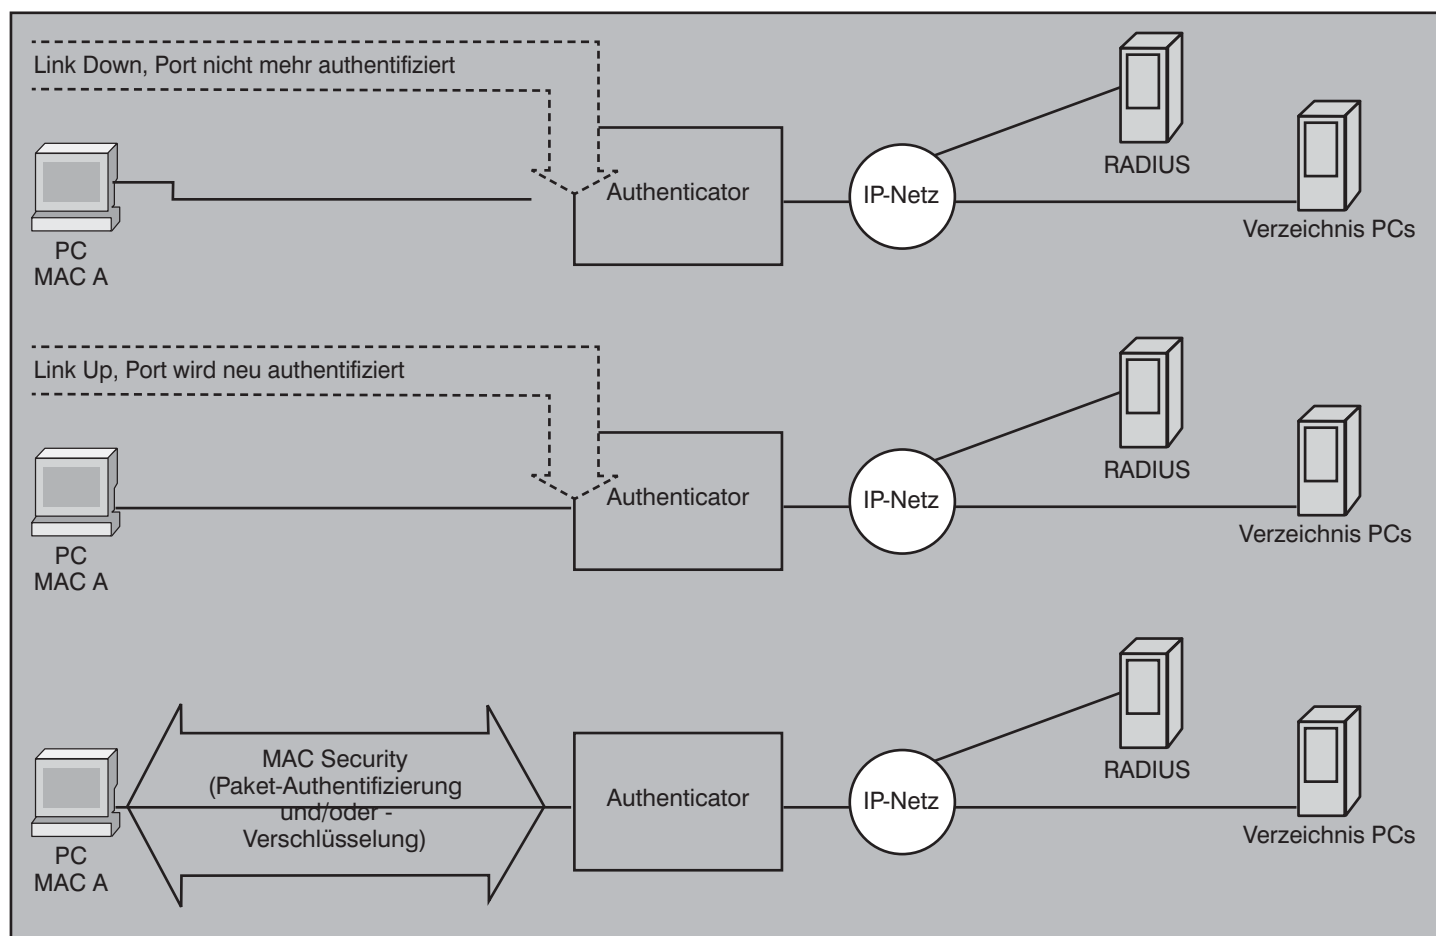 Link Down, Port nicht mehr authentifiziert
PC
MAC A
Authenticator
IP-Netz
RADIUS
Verzeichnis PCs
Link Up, Port wird neu authentifiziert
PC
MAC A
Authenticator
IP-Netz
RADIUS
Verzeichnis PCs
PC
MAC A
MAC Security
(Paket-Authentifizierung
und/oder -
Verschlüsselung)
Authenticator
IP-Netz
RADIUS
Verzeichnis PCs